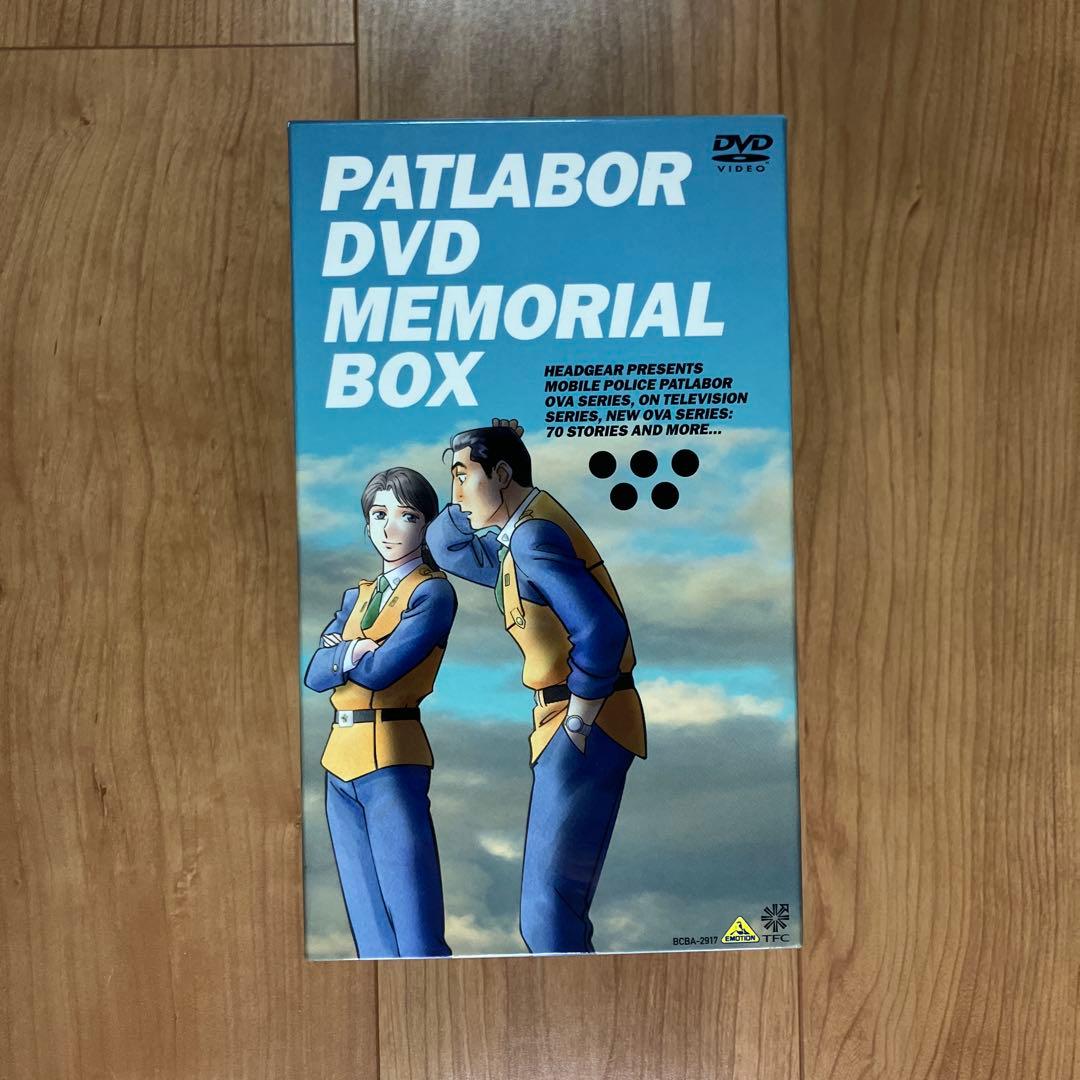 PATLABOR
DVD
MEMORIAL
BOX
DVD
VIDEO
HEADGEAR PRESENTS
MOBILE POLICE PATLABOR
OVA SERIES, ON TELEVISION
SERIES, NEW OVA SERIES:
70 STORIES AND MORE...
BCBA-2917
EMOTION
TFC